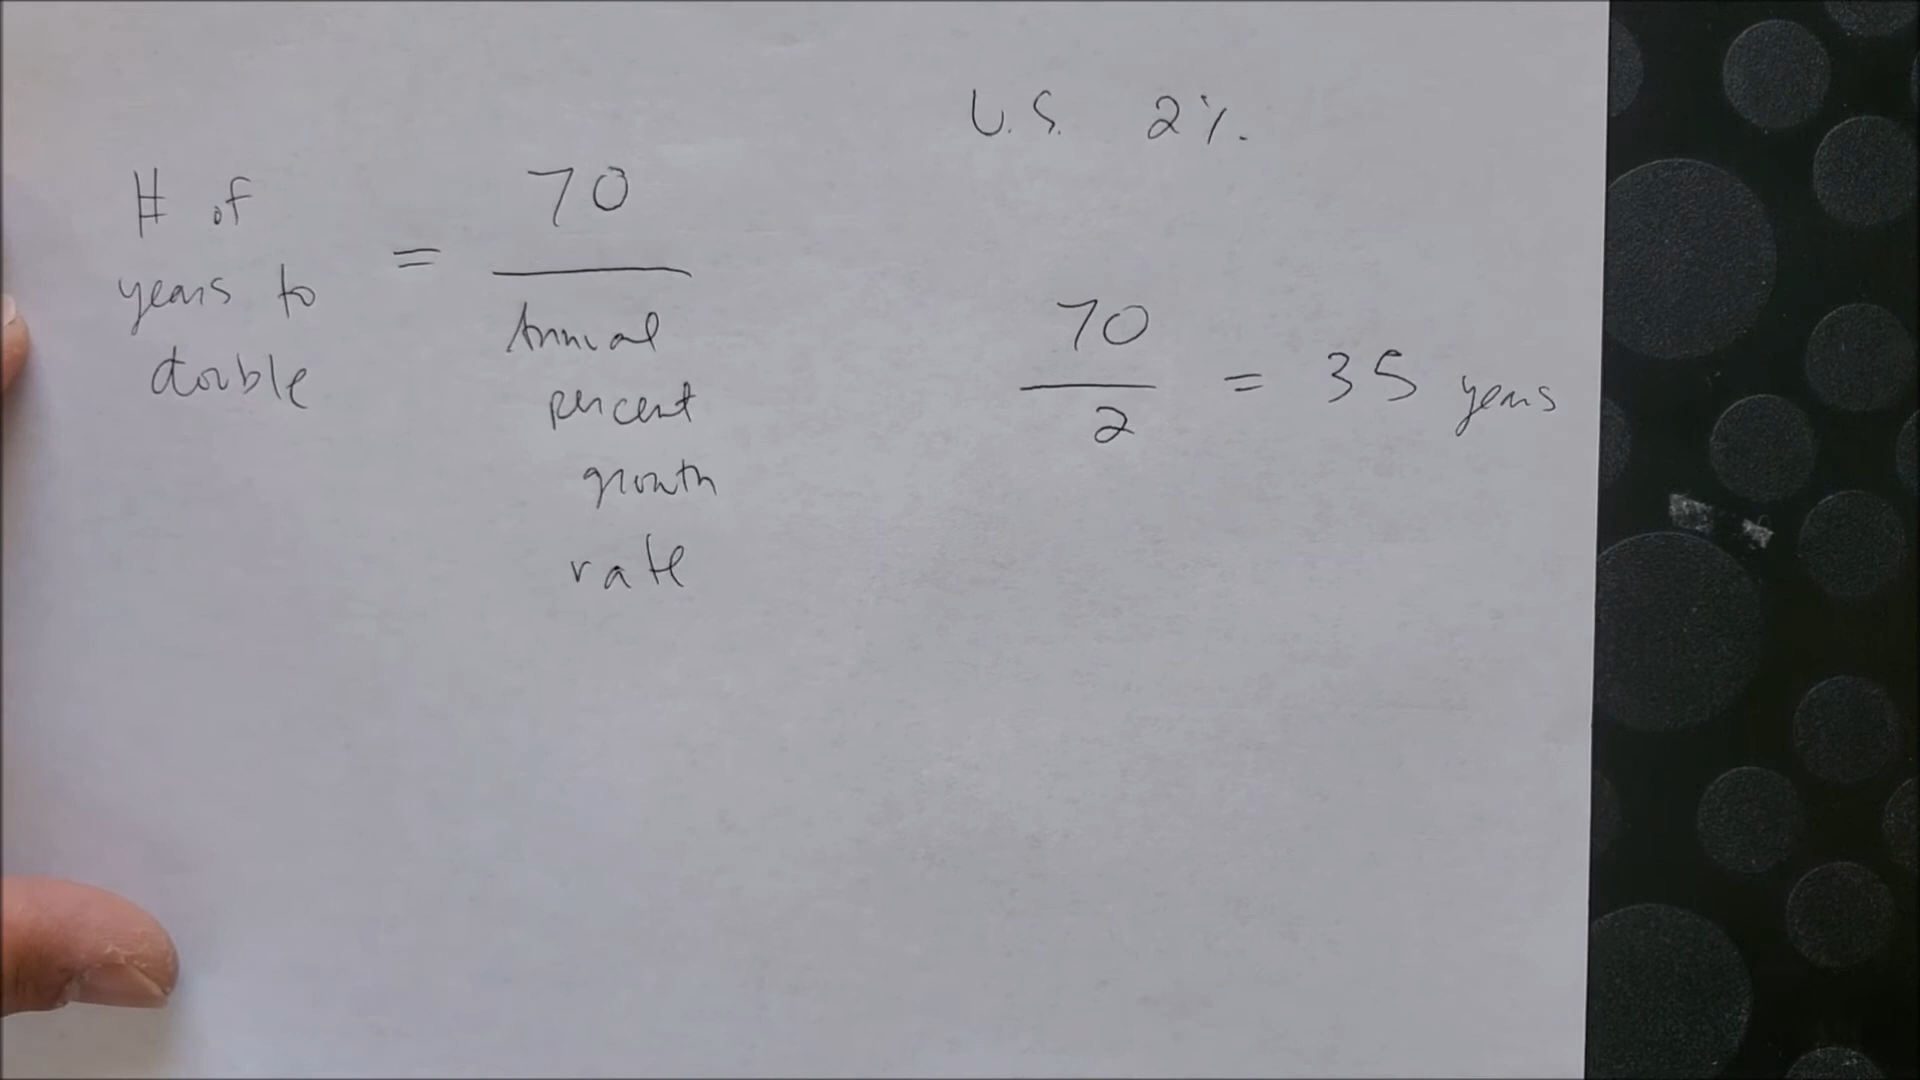 # of
years to
double
=
70
Annual
percent
growth
rate
U.S. 2%.
70
2
= 35 years